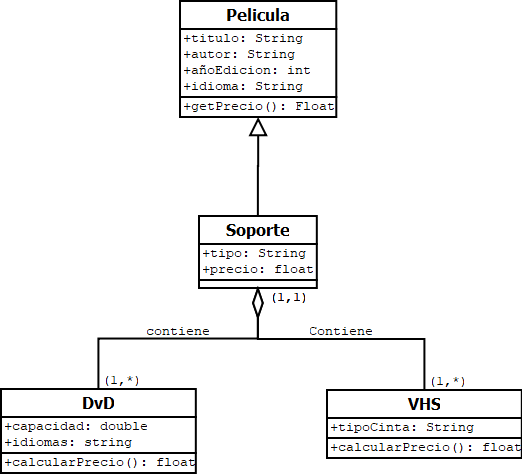 Pelicula
+titulo: String
+autor: String
+añoEdicion: int
+idioma: String
+getPrecio(): Float
Soporte
+tipo: String
+precio: float
(1,1)
contiene
Contiene
(1,*)
(1,*)
DvD
+capacidad: double
+idiomas: string
+calcularPrecio(): float
VHS
+tipoCinta: String
+calcularPrecio(): float